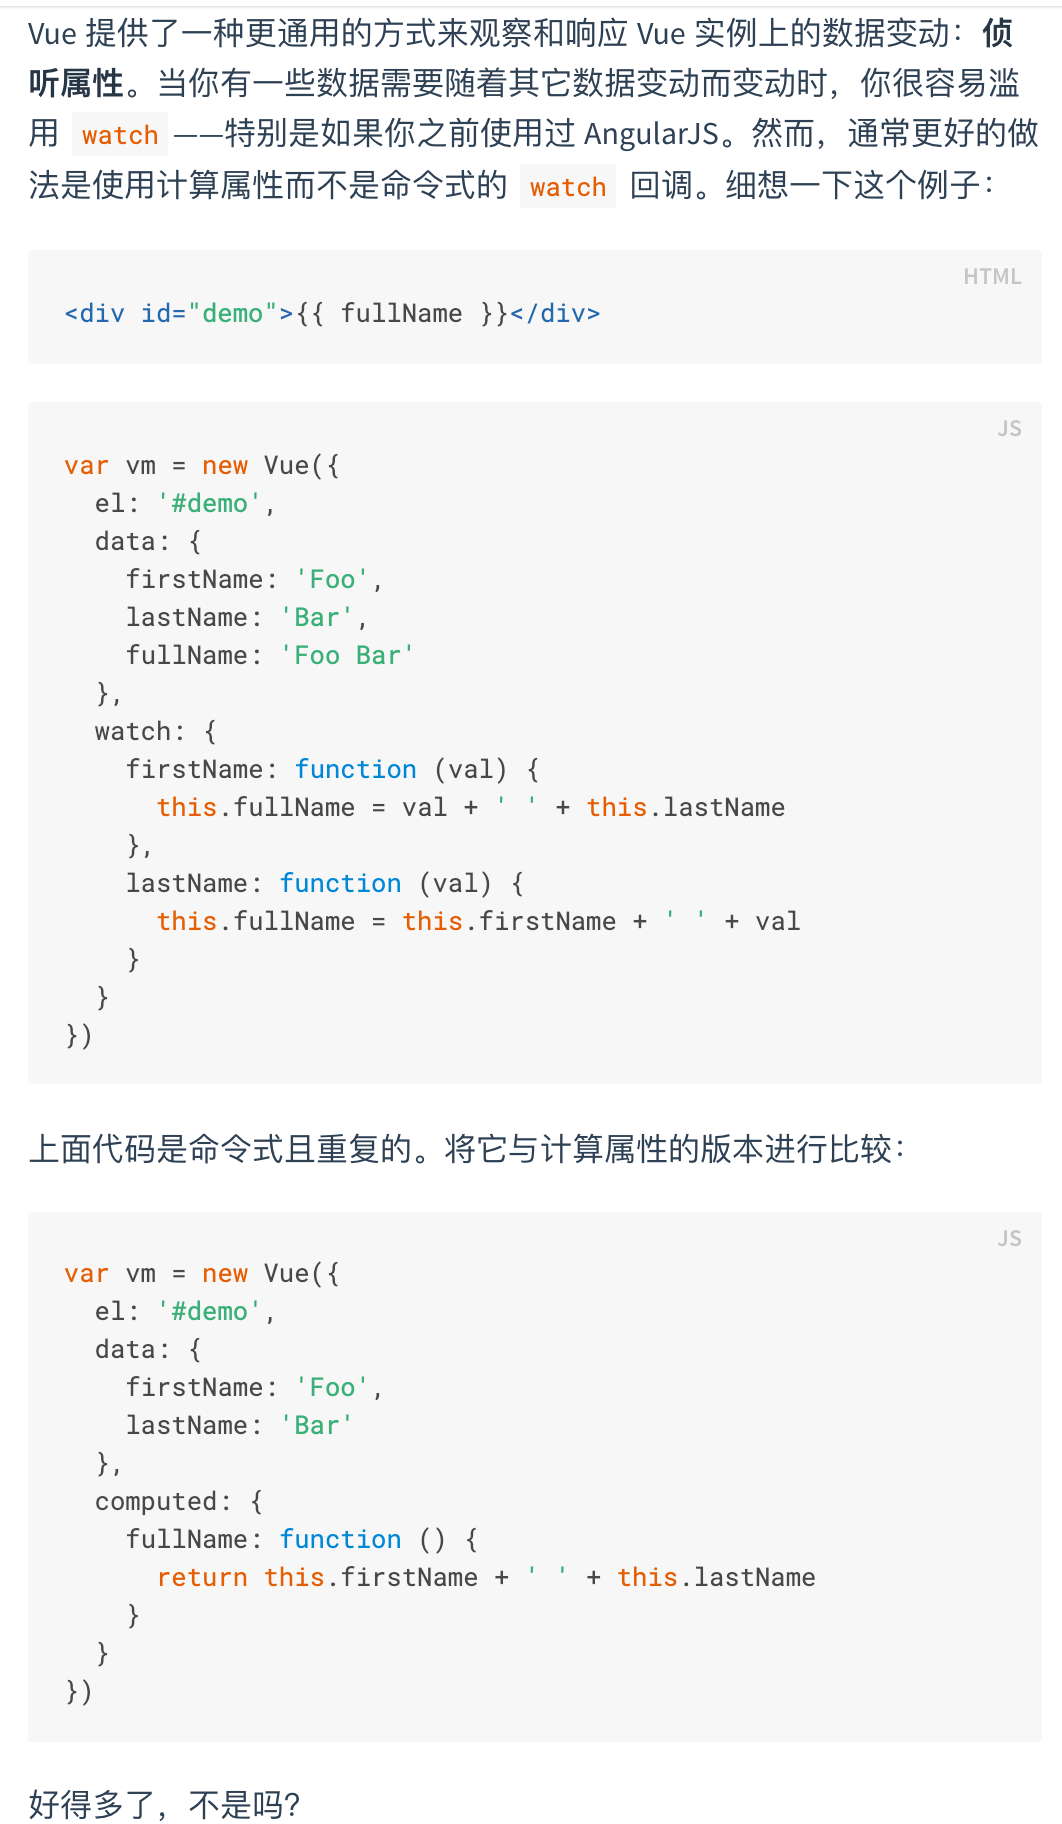 Vue 提供了一种更通用的方式来观察和响应 Vue 实例上的数据变动：侦
听属性。当你有一些数据需要随着其它数据变动而变动时，你很容易滥
用 watch ——特别是如果你之前使用过 AngularJS。然而，通常更好的做
法是使用计算属性而不是命令式的 watch 回调。细想一下这个例子：
HTML
<div id="demo">{{ fullName }}</div>
JS
var vm = new Vue({
  el: '#demo',
  data: {
    firstName: 'Foo',
    lastName: 'Bar',
    fullName: 'Foo Bar'
  },
  watch: {
    firstName: function (val) {
      this.fullName = val + ' ' + this.lastName
    },
    lastName: function (val) {
      this.fullName = this.firstName + ' ' + val
    }
  }
})
上面代码是命令式且重复的。将它与计算属性的版本进行比较：
JS
var vm = new Vue({
  el: '#demo',
  data: {
    firstName: 'Foo',
    lastName: 'Bar'
  },
  computed: {
    fullName: function () {
      return this.firstName + ' ' + this.lastName
    }
  }
})
好得多了，不是吗？